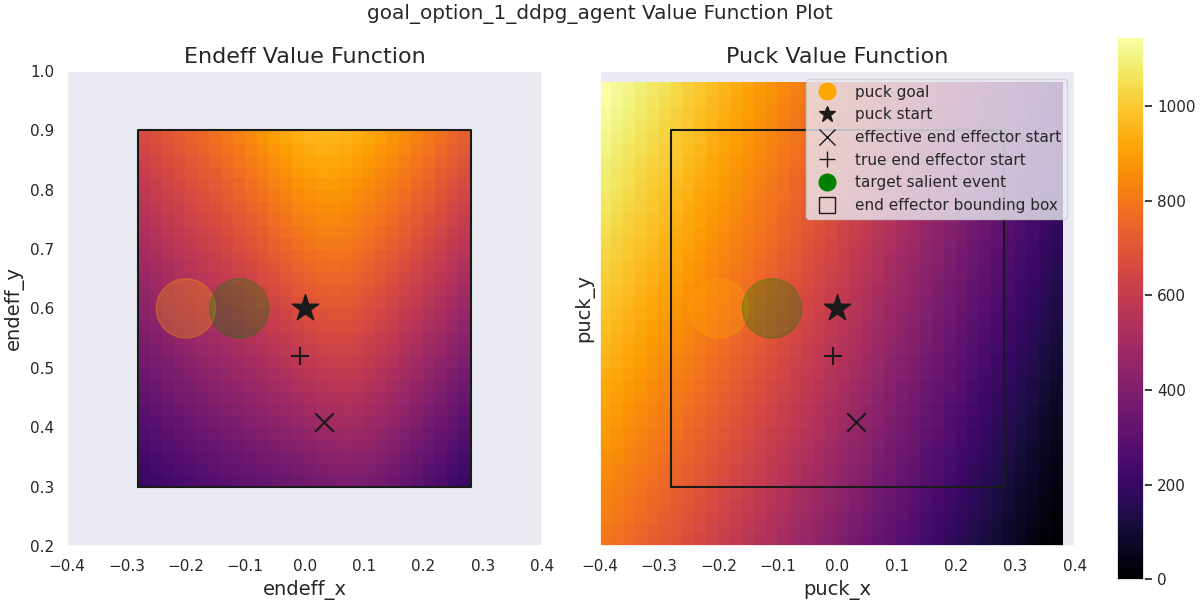 goal_option_1_ddpg_agent Value Function Plot
Endeff Value Function
Puck Value Function
1.0
0.9
0.8
0.7
0.6
0.5
0.4
0.3
0.2
endeff_y
−0.4 −0.3 −0.2 −0.1 0.0 0.1 0.2 0.3 0.4
endeff_x
puck_y
puck goal
puck start
effective end effector start
true end effector start
target salient event
end effector bounding box
−0.4 −0.3 −0.2 −0.1 0.0 0.1 0.2 0.3 0.4
puck_x
1000
800
600
400
200
0